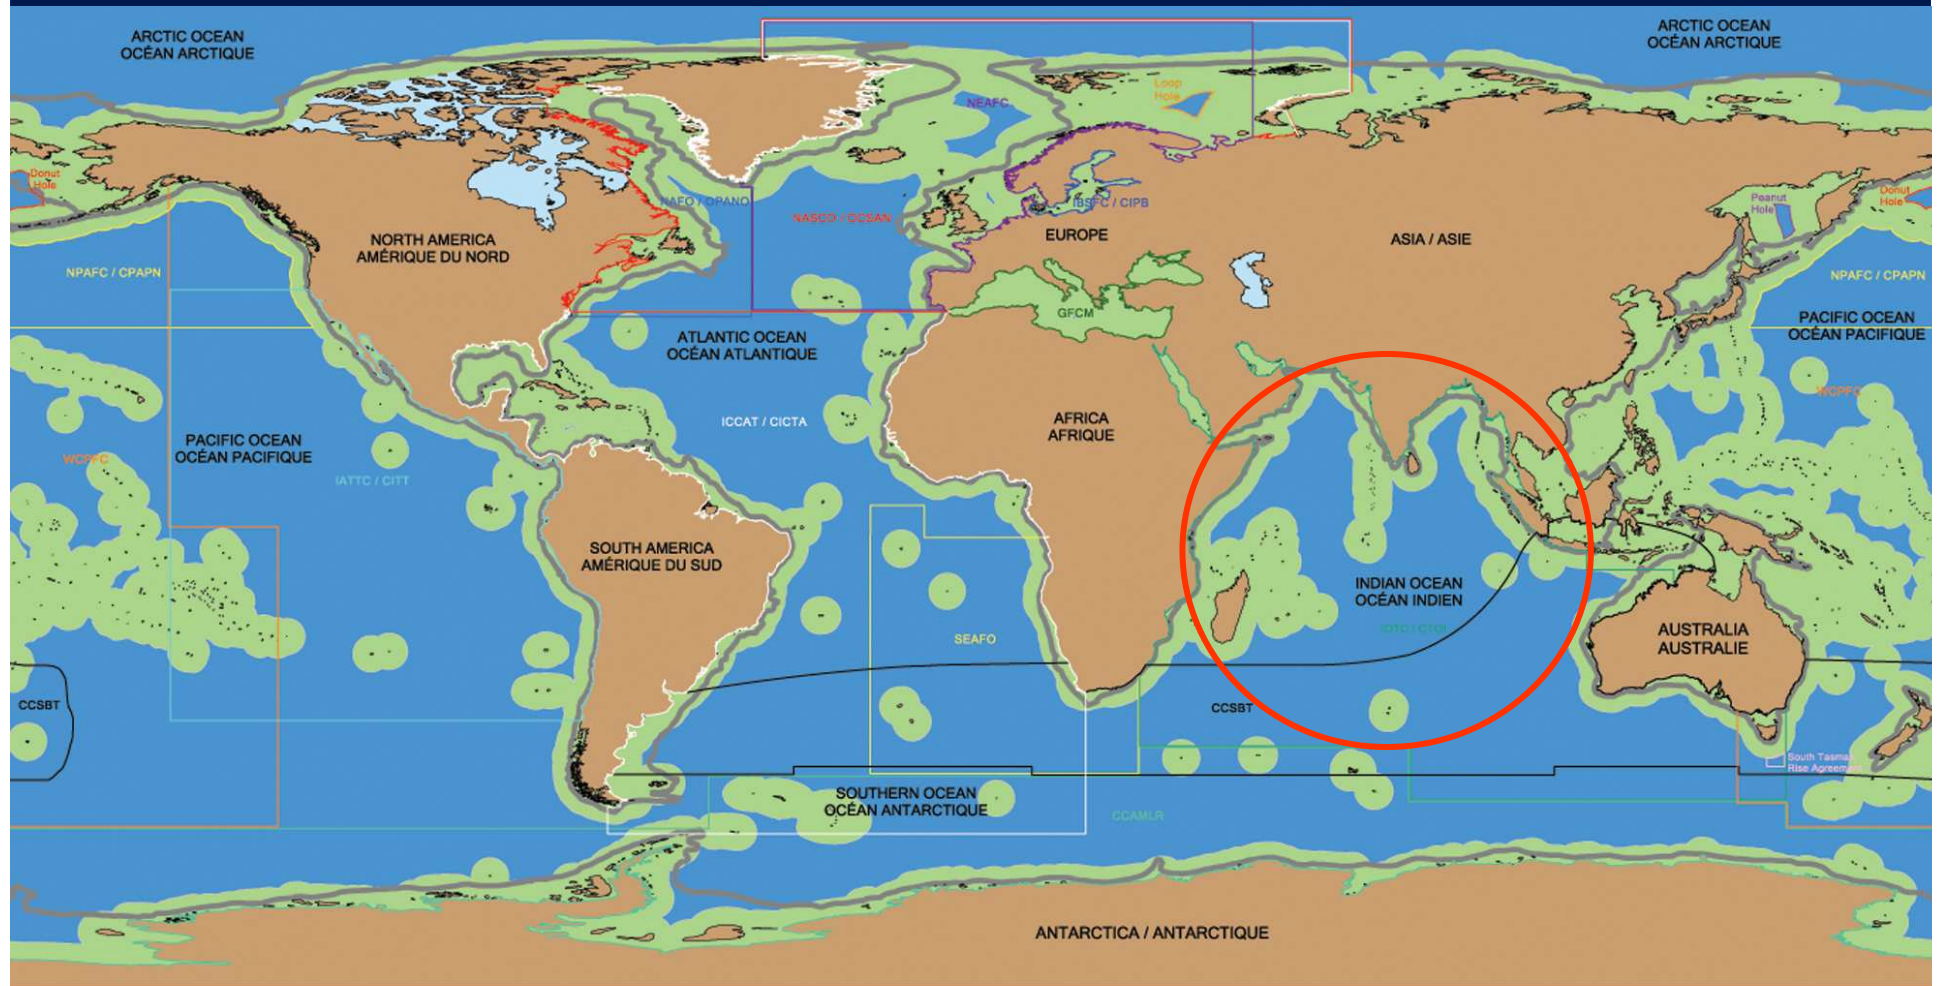 ARCTIC OCEAN
OCÉAN ARCTIQUE
ARCTIC OCEAN
OCÉAN ARCTIQUE
Loop
Hole
NEAFC
Donut
Hole
NAFO / OPANO
NASCO / OCSAN
IBSFC / CIPB
Peanut
Hole
Donut
Hole
NORTH AMERICA
AMÉRIQUE DU NORD
EUROPE
ASIA / ASIE
NPAFC / CPAPN
NPAFC / CPAPN
GFCM
ATLANTIC OCEAN
OCÉAN ATLANTIQUE
PACIFIC OCEAN
OCÉAN PACIFIQUE
WCPFC
ICCAT / CICTA
AFRICA
AFRIQUE
PACIFIC OCEAN
OCÉAN PACIFIQUE
WCPFC
IATTC / CITT
SOUTH AMERICA
AMÉRIQUE DU SUD
INDIAN OCEAN
OCÉAN INDIEN
IOTC / CTOI
SEAFO
AUSTRALIA
AUSTRALIE
CCSBT
CCSBT
South Tasman
Rise Agreement
SOUTHERN OCEAN
OCÉAN ANTARCTIQUE
CCAMLR
ANTARCTICA / ANTARCTIQUE